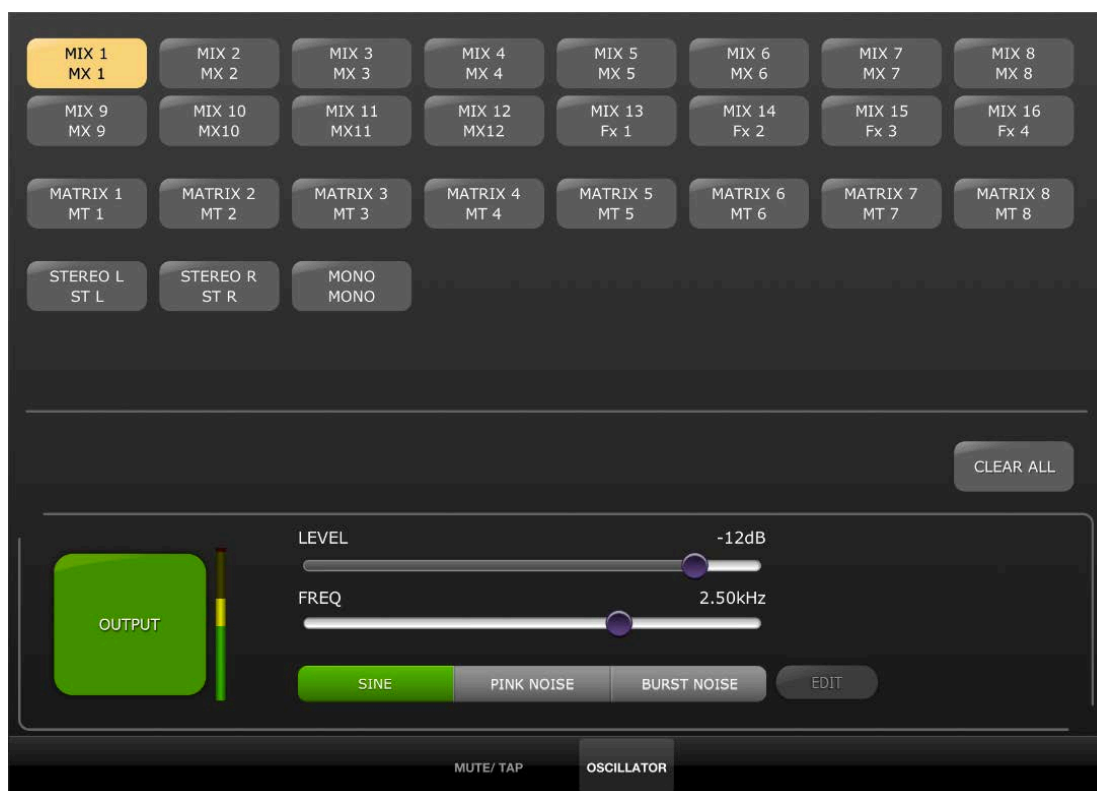 MIX 1 MIX 2 MIX 3 MIX 4 MIX 5 MIX 6 MIX 7 MIX 8
MX 1 MX 2 MX 3 MX 4 MX 5 MX 6 MX 7 MX 8
MIX 9 MIX 10 MIX 11 MIX 12 MIX 13 MIX 14 MIX 15 MIX 16
MX 9 MX10 MX11 MX12 Fx 1 Fx 2 Fx 3 Fx 4
MATRIX 1 MATRIX 2 MATRIX 3 MATRIX 4 MATRIX 5 MATRIX 6 MATRIX 7 MATRIX 8
MT 1 MT 2 MT 3 MT 4 MT 5 MT 6 MT 7 MT 8
STEREO L STEREO R MONO
ST L ST R MONO
CLEAR ALL
LEVEL -12dB
FREQ 2.50kHz
OUTPUT
SINE PINK NOISE BURST NOISE EDIT
MUTE/ TAP OSCILLATOR